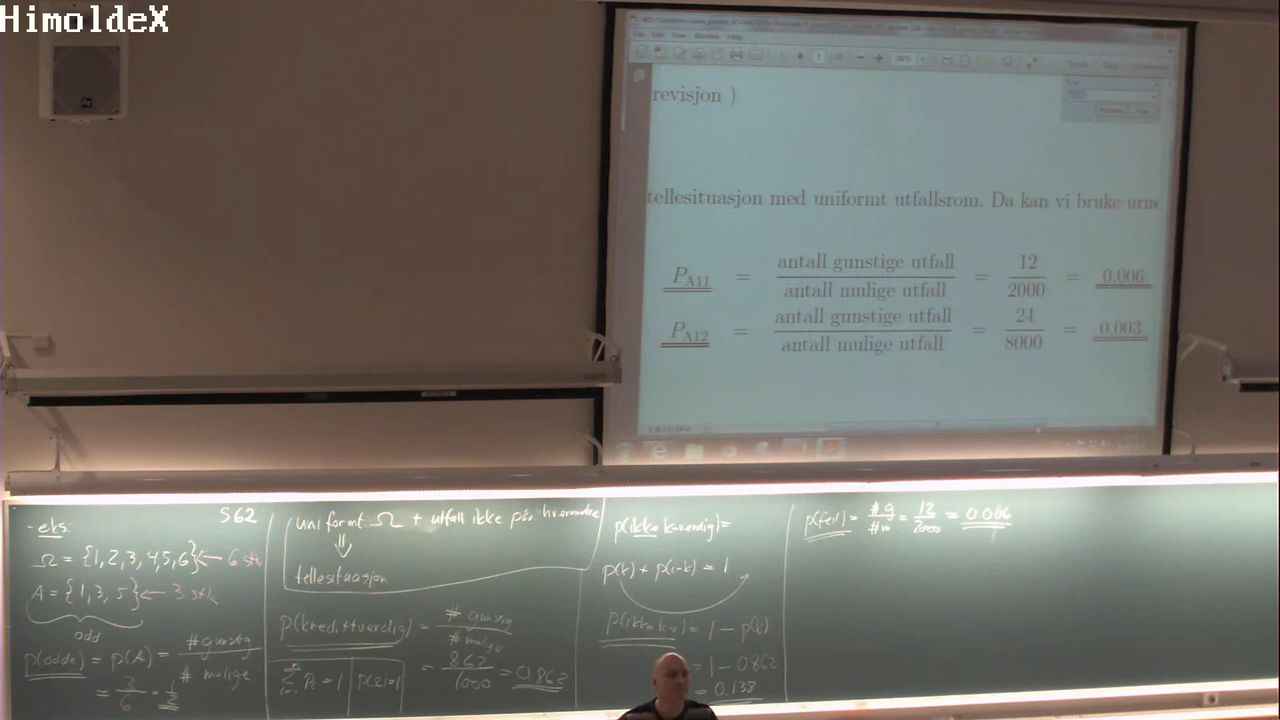 HimoldeX
revisjon )
tellesituasjon med uniformt utfallsrom. Da kan vi bruke urne
P_A11 = antall gunstige utfall / antall mulige utfall = 12 / 2000 = 0.006
P_A12 = antall gunstige utfall / antall mulige utfall = 24 / 8000 = 0.003
- eks: S62
Ω = {1,2,3,4,5,6} ← 6 stk
A = {1,3,5} ← 3 stk
odd
p(odde) = p(A) = #gunstig / #mulige
= 3/6 = 1/2
uniformt Ω + utfall ikke påv. hverandre
⇓
tellesituasjon
p(kredittverdig) = #gunstig / #mulige
= 862 / 1000 = 0.862
p(Ω)=1
p(ikke k.verdig)=
p(k) + p(i-k) = 1
p(ikke k.v) = 1 - p(k)
= 1 - 0.862
= 0.138
p(feil) = #g / #m = 12 / 2000 = 0.006